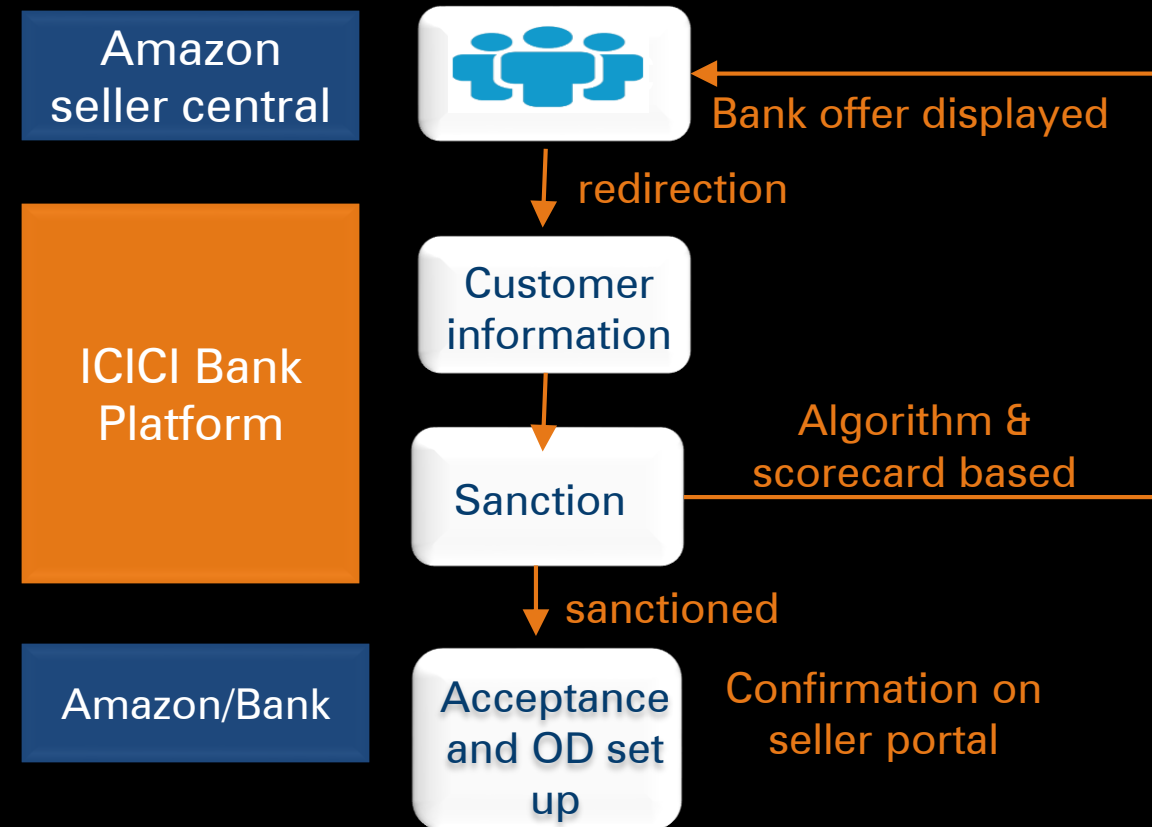 Amazon
seller central
Bank offer displayed
redirection
Customer
information
ICICI Bank
Platform
Algorithm &
scorecard based
Sanction
sanctioned
Amazon/Bank
Acceptance
and OD set
up
Confirmation on
seller portal